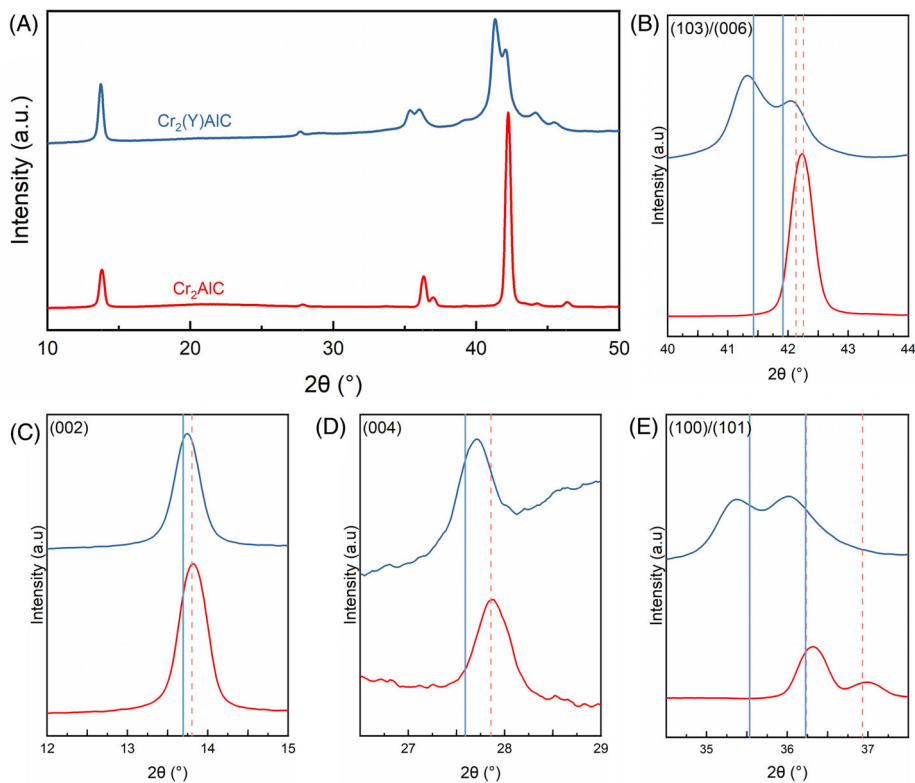 (A)
Intensity (a.u.)
Cr₂(Y)AlC
Cr₂AlC
10 20 30 40 50
2θ (°)
(B)
(103)/(006)
Intensity (a.u)
40 41 42 43 44
2θ (°)
(C)
(002)
Intensity (a.u)
12 13 14 15
2θ (°)
(D)
(004)
Intensity (a.u)
27 28 29
2θ (°)
(E)
(100)/(101)
Intensity (a.u)
35 36 37
2θ (°)